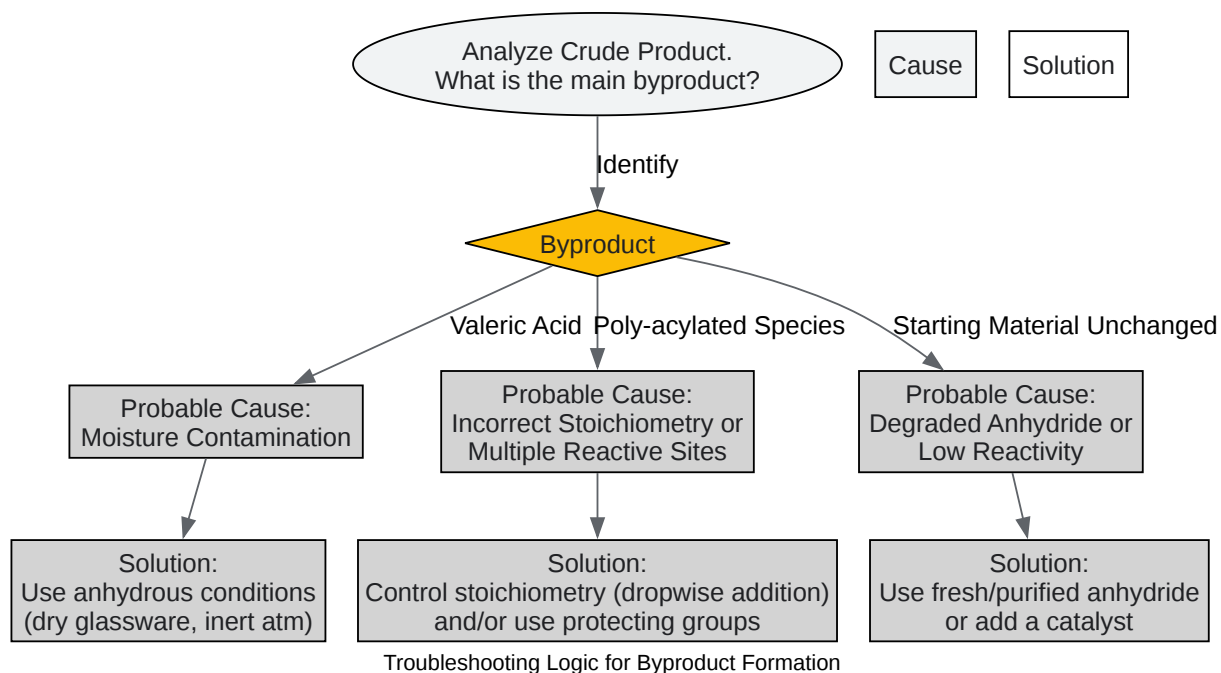 Analyze Crude Product.
What is the main byproduct?
Cause
Solution
Identify
Byproduct
Valeric Acid
Poly-acylated Species
Starting Material Unchanged
Probable Cause:
Moisture Contamination
Probable Cause:
Incorrect Stoichiometry or
Multiple Reactive Sites
Probable Cause:
Degraded Anhydride or
Low Reactivity
Solution:
Use anhydrous conditions
(dry glassware, inert atm)
Solution:
Control stoichiometry (dropwise addition)
and/or use protecting groups
Solution:
Use fresh/purified anhydride
or add a catalyst
Troubleshooting Logic for Byproduct Formation